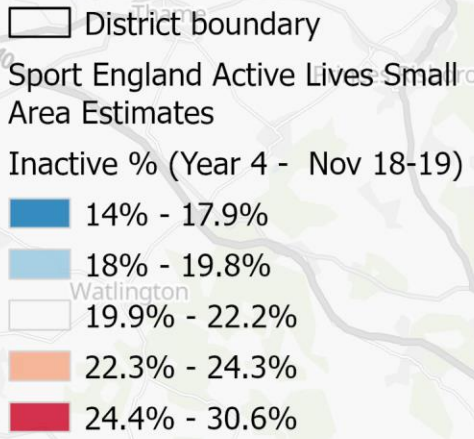 Thame
District boundary
Sport England Active Lives Small
Area Estimates
Inactive % (Year 4 - Nov 18-19)
14% - 17.9%
18% - 19.8%
Watlington
19.9% - 22.2%
22.3% - 24.3%
24.4% - 30.6%